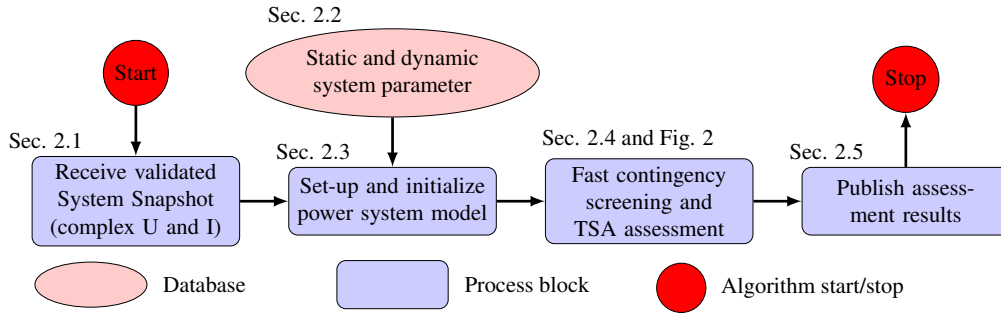 Sec. 2.2
Start
Static and dynamic
system parameter
Stop
Sec. 2.1
Receive validated
System Snapshot
(complex U and I)
Sec. 2.3
Set-up and initialize
power system model
Sec. 2.4 and Fig. 2
Fast contingency
screening and
TSA assessment
Sec. 2.5
Publish assess-
ment results
Database
Process block
Algorithm start/stop